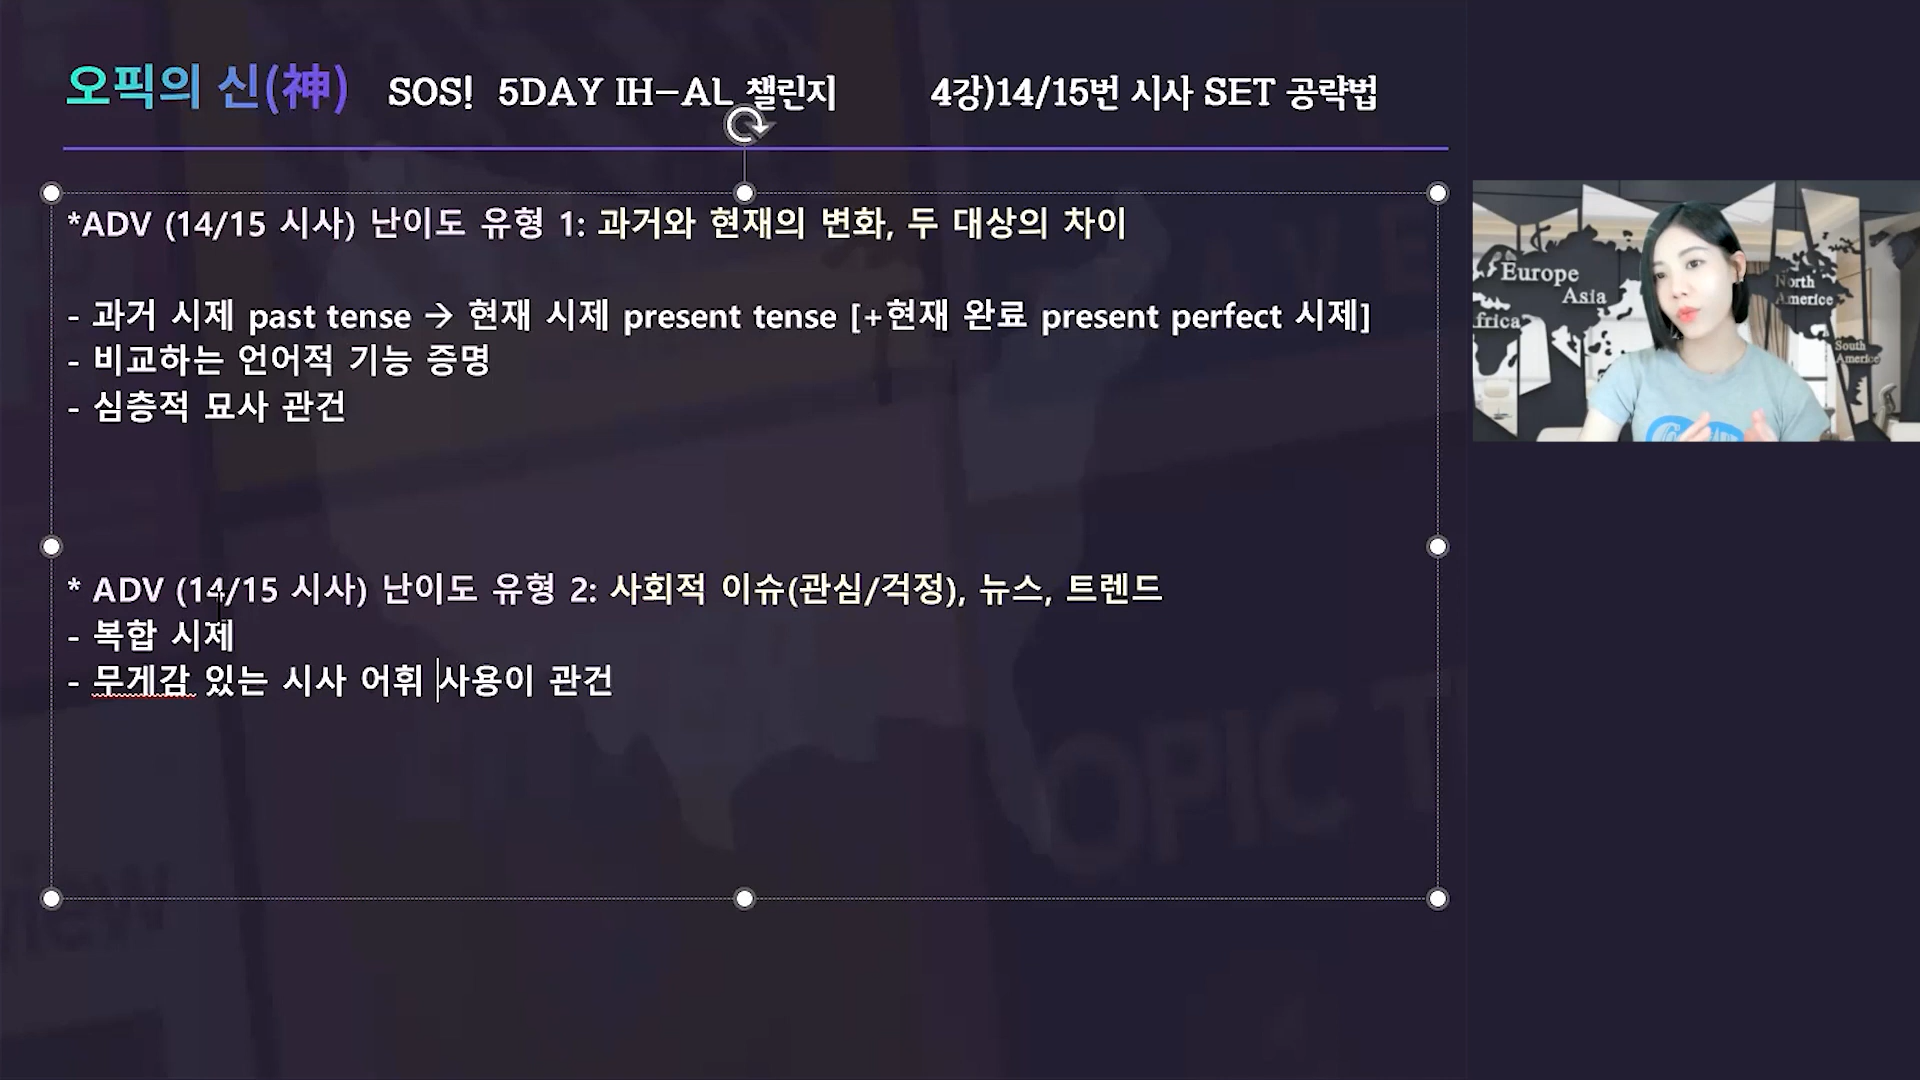 오픽의 신(神) SOS! 5DAY IH-AL 챌린지 4강)14/15번 시사 SET 공략법
*ADV (14/15 시사) 난이도 유형 1: 과거와 현재의 변화, 두 대상의 차이
- 과거 시제 past tense → 현재 시제 present tense [+현재 완료 present perfect 시제]
- 비교하는 언어적 기능 증명
- 심층적 묘사 관건
* ADV (14/15 시사) 난이도 유형 2: 사회적 이슈(관심/걱정), 뉴스, 트렌드
- 복합 시제
- 무게감 있는 시사 어휘 사용이 관건
Europe
Asia
frica
North
Americe
South
Americe
OPIC T
view